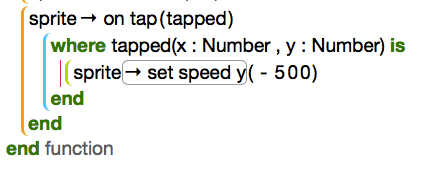 sprite → on tap(tapped)
where tapped(x : Number , y : Number) is
sprite → set speed y( - 500)
end
end
end function